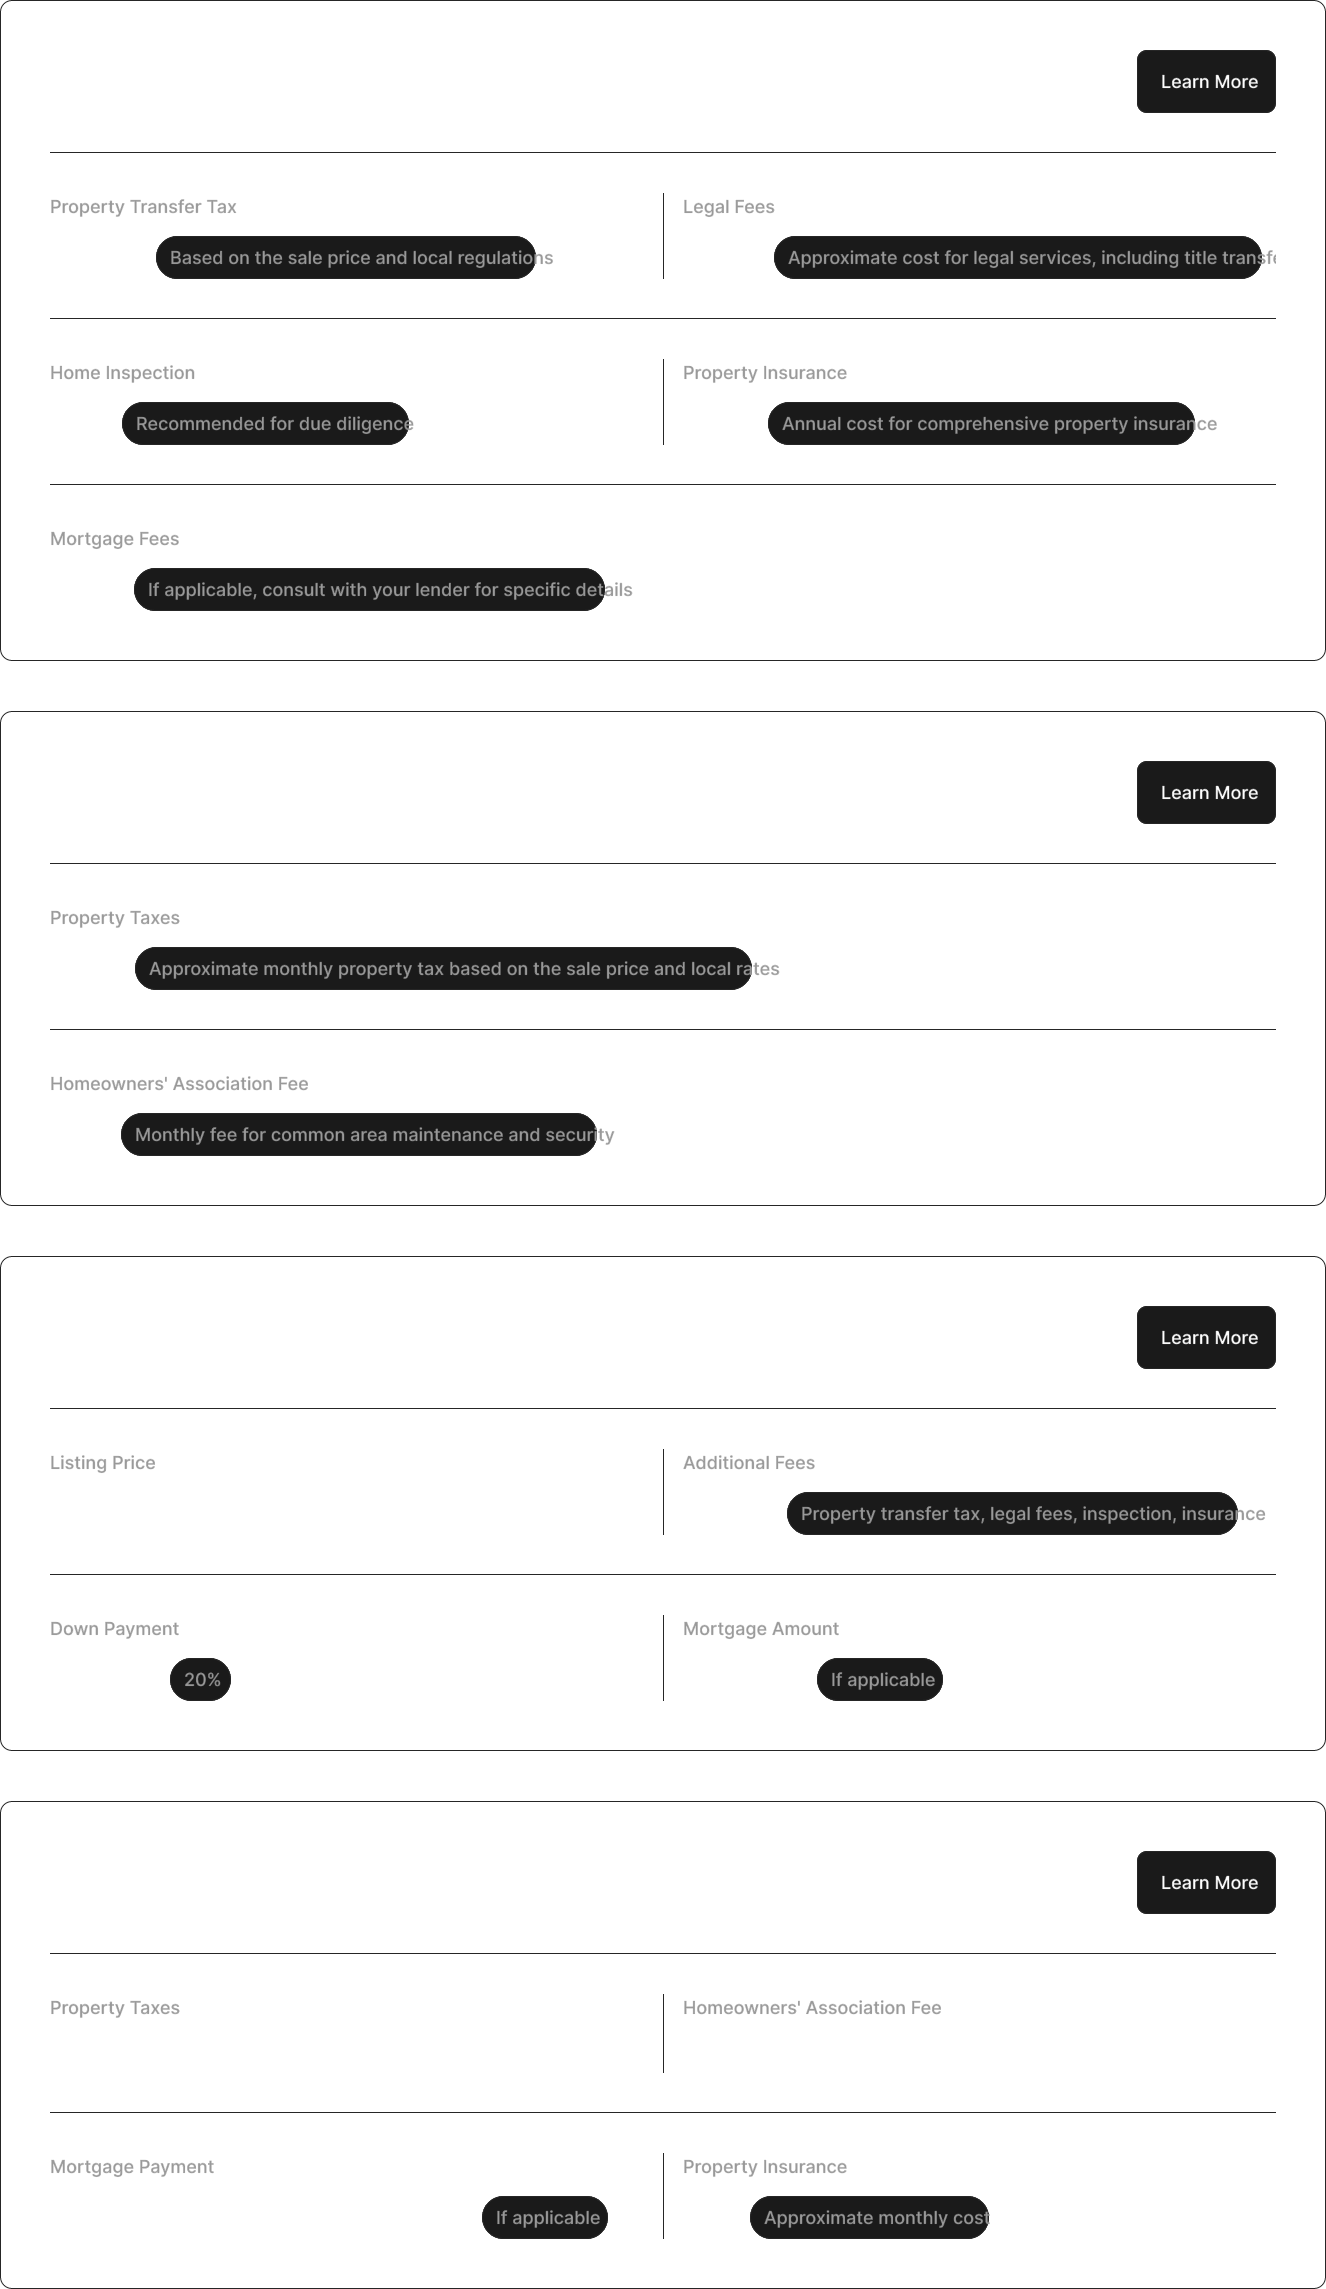 Learn More
Property Transfer Tax
Legal Fees
Based on the sale price and local regulations
Approximate cost for legal services, including title
Home Inspection
Property Insurance
Recommended for due diligence
Annual cost for comprehensive property insurance
Mortgage Fees
If applicable, consult with your lender for specific details
Learn More
Property Taxes
Approximate monthly property tax based on the sale price and local rates
Homeowners' Association Fee
Monthly fee for common area maintenance and security
Learn More
Listing Price
Additional Fees
Property transfer tax, legal fees, inspection, insurance
Down Payment
Mortgage Amount
20%
If applicable
Learn More
Property Taxes
Homeowners' Association Fee
Mortgage Payment
Property Insurance
If applicable
Approximate monthly cost